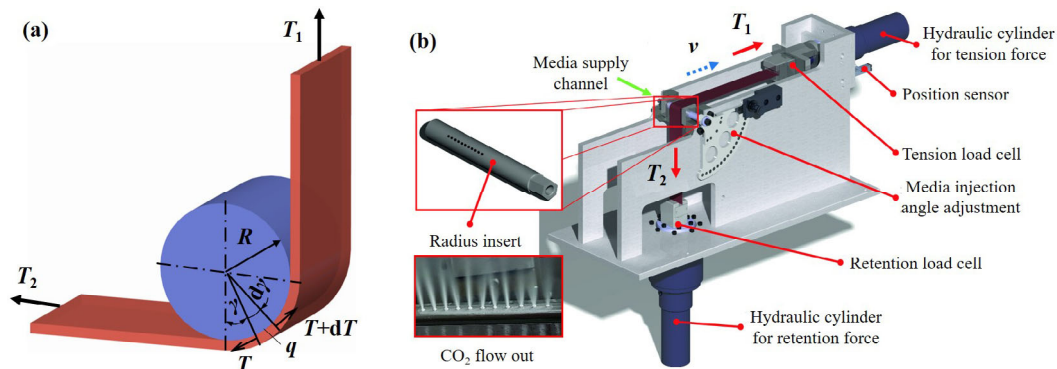 (a)
T₁
R
dγ
γ
T₂
T+dT
q
T
(b)
T₁
v
Media supply
channel
T₂
Radius insert
CO₂ flow out
Hydraulic cylinder
for tension force
Position sensor
Tension load cell
Media injection
angle adjustment
Retention load cell
Hydraulic cylinder
for retention force